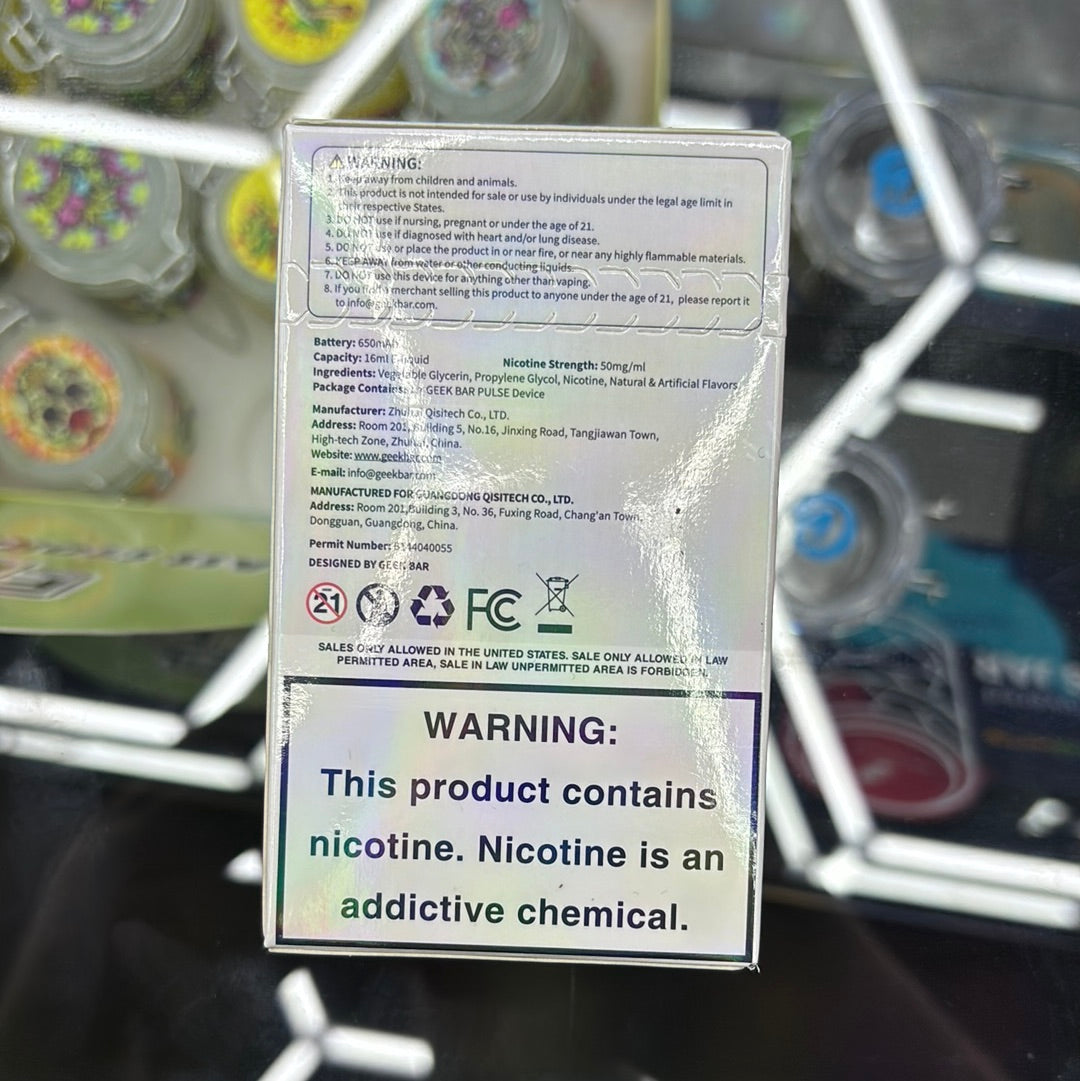 ⚠ WARNING:
1. Keep away from children and animals.
2. This product is not intended for sale or use by individuals under the legal age limit in
their respective States.
3. DO NOT use if nursing, pregnant or under the age of 21.
4. DO NOT use if diagnosed with heart and/or lung disease.
5. DO NOT use or place the product in or near fire, or near any highly flammable materials.
6. KEEP AWAY from water or other conducting liquids.
7. DO NOT use this device for anything other than vaping.
8. If you find a merchant selling this product to anyone under the age of 21, please report it
to info@geekbar.com.
Battery: 650mAh
Capacity: 16ml E-liquid
Nicotine Strength: 50mg/ml
Ingredients: Vegetable Glycerin, Propylene Glycol, Nicotine, Natural & Artificial Flavors
Package Contains: GEEK BAR PULSE Device
Manufacturer: Zhuhai Qisitech Co., LTD.
Address: Room 201, Building 5, No.16, Jinxing Road, Tangjiawan Town,
High-tech Zone, Zhuhai, China.
Website: www.geekbar.com
E-mail: info@geekbar.com
MANUFACTURED FOR GUANGDONG QISITECH CO., LTD.
Address: Room 201,Building 3, No. 36, Fuxing Road, Chang'an Town,
Dongguan, Guangdong, China.
Permit Number: 6144040055
DESIGNED BY GEEK BAR
21
FC
SALES ONLY ALLOWED IN THE UNITED STATES. SALE ONLY ALLOWED IN LAW
PERMITTED AREA, SALE IN LAW UNPERMITTED AREA IS FORBIDDEN.
WARNING:
This product contains
nicotine. Nicotine is an
addictive chemical.